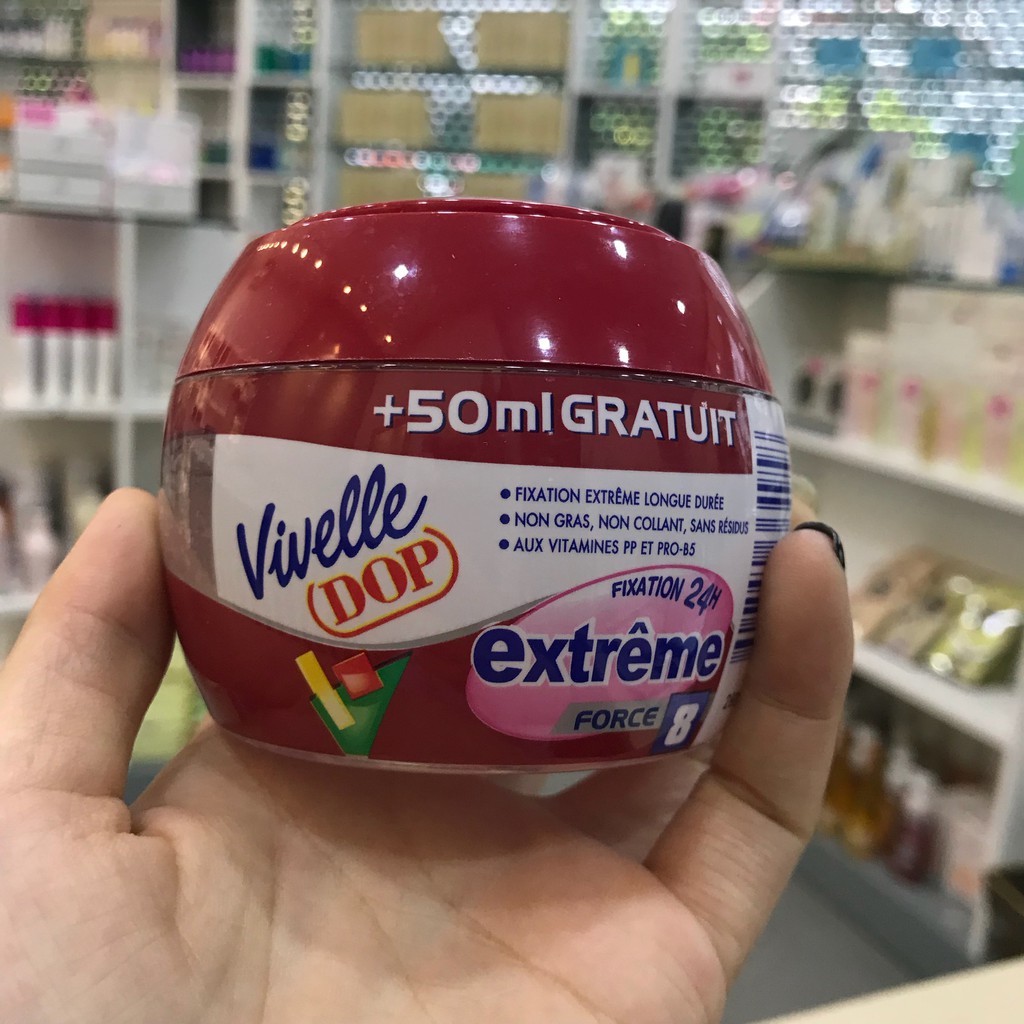 +50ml GRATUIT
Vivelle
DOP
• FIXATION EXTRÊME LONGUE DURÉE
• NON GRAS, NON COLLANT, SANS RÉSIDUS
• AUX VITAMINES PP ET PRO-B5
FIXATION 24H
extrême
FORCE 8